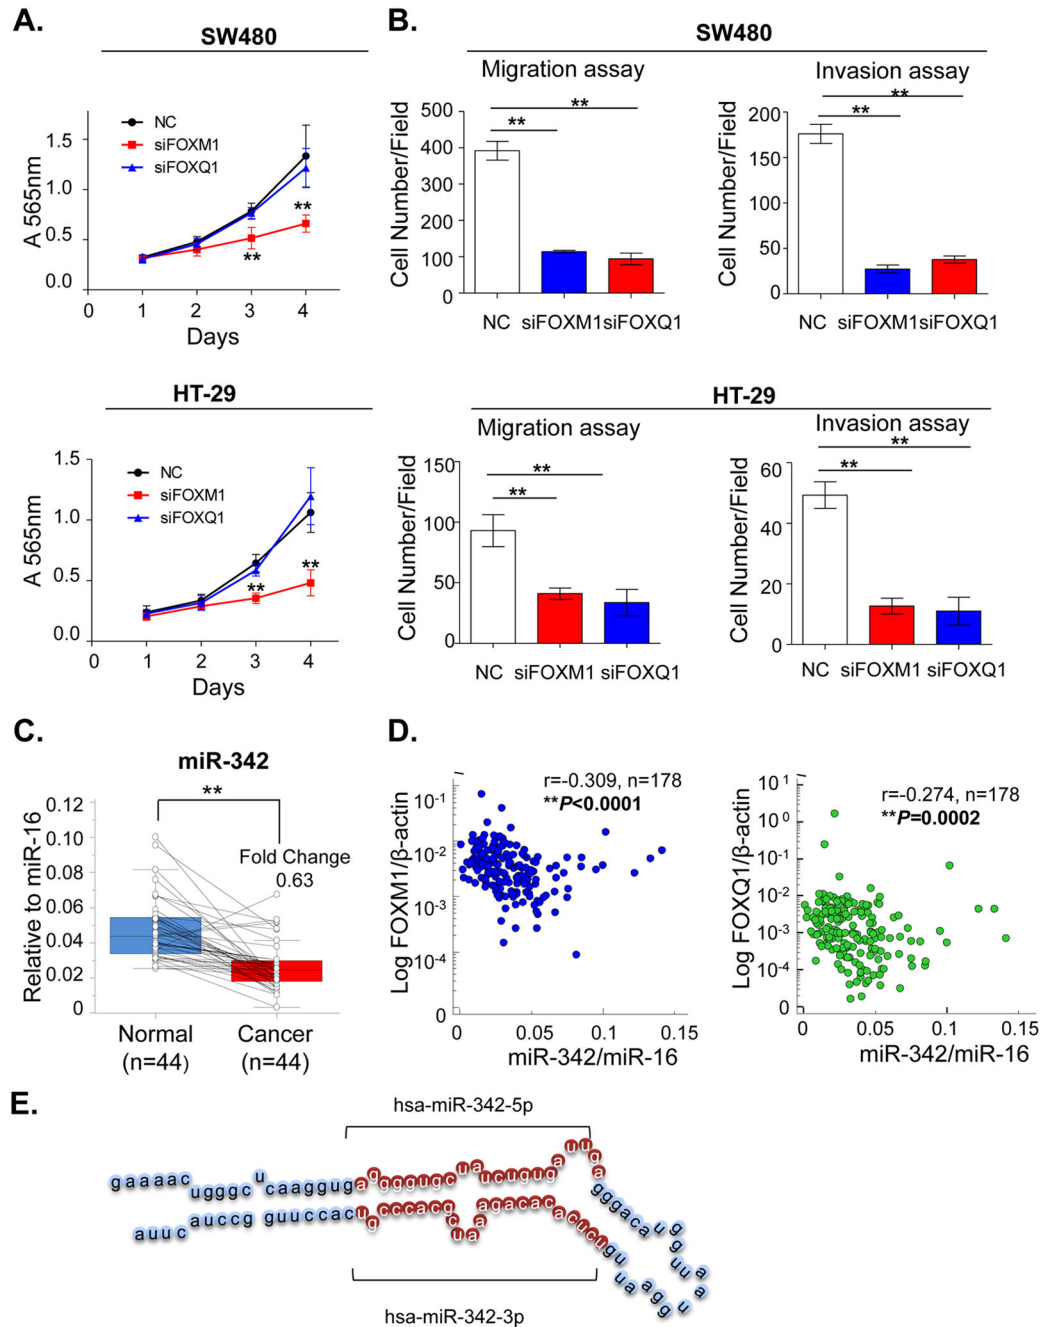 A.
SW480
A 565nm
1.5
1.0
0.5
0.0
NC
siFOXM1
siFOXQ1
**
**
0 1 2 3 4
Days
HT-29
A 565nm
1.5
1.0
0.5
0.0
NC
siFOXM1
siFOXQ1
**
**
0 1 2 3 4
Days
B.
SW480
Migration assay
Cell Number/Field
500
400
300
200
100
0
**
**
NC siFOXM1 siFOXQ1
Invasion assay
Cell Number/Field
200
150
100
50
0
**
**
NC siFOXM1 siFOXQ1
HT-29
Migration assay
Cell Number/Field
150
100
50
0
**
**
NC siFOXM1 siFOXQ1
Invasion assay
Cell Number/Field
60
40
20
0
**
**
NC siFOXM1 siFOXQ1
C.
miR-342
**
Relative to miR-16
0.12
0.10
0.08
0.06
0.04
0.02
0
Fold Change
0.63
Normal Cancer
(n=44) (n=44)
D.
r=-0.309, n=178
**P<0.0001
Log FOXM1/β-actin
10-1
10-2
10-3
10-4
0
0 0.05 0.1 0.15
miR-342/miR-16
r=-0.274, n=178
**P=0.0002
Log FOXQ1/β-actin
10 1
10 0
10-1
10-2
10-3
10-4
0
0 0.05 0.1 0.15
miR-342/miR-16
E.
hsa-miR-342-5p
gaaaac ugggc u caaggug a g gggugc u a ucugug a u u g a gggaca u g g u u a
a u u c a u c c g g u u c c a c u g c c c a c g c u a a a g a c a c a c u c u g u
hsa-miR-342-3p